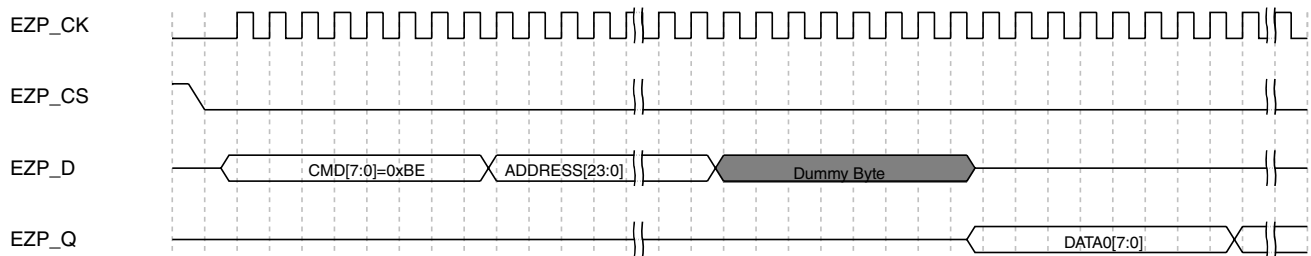 EZP_CK
EZP_CS
EZP_D CMD[7:0]=0xBE ADDRESS[23:0] Dummy Byte
EZP_Q DATA0[7:0]